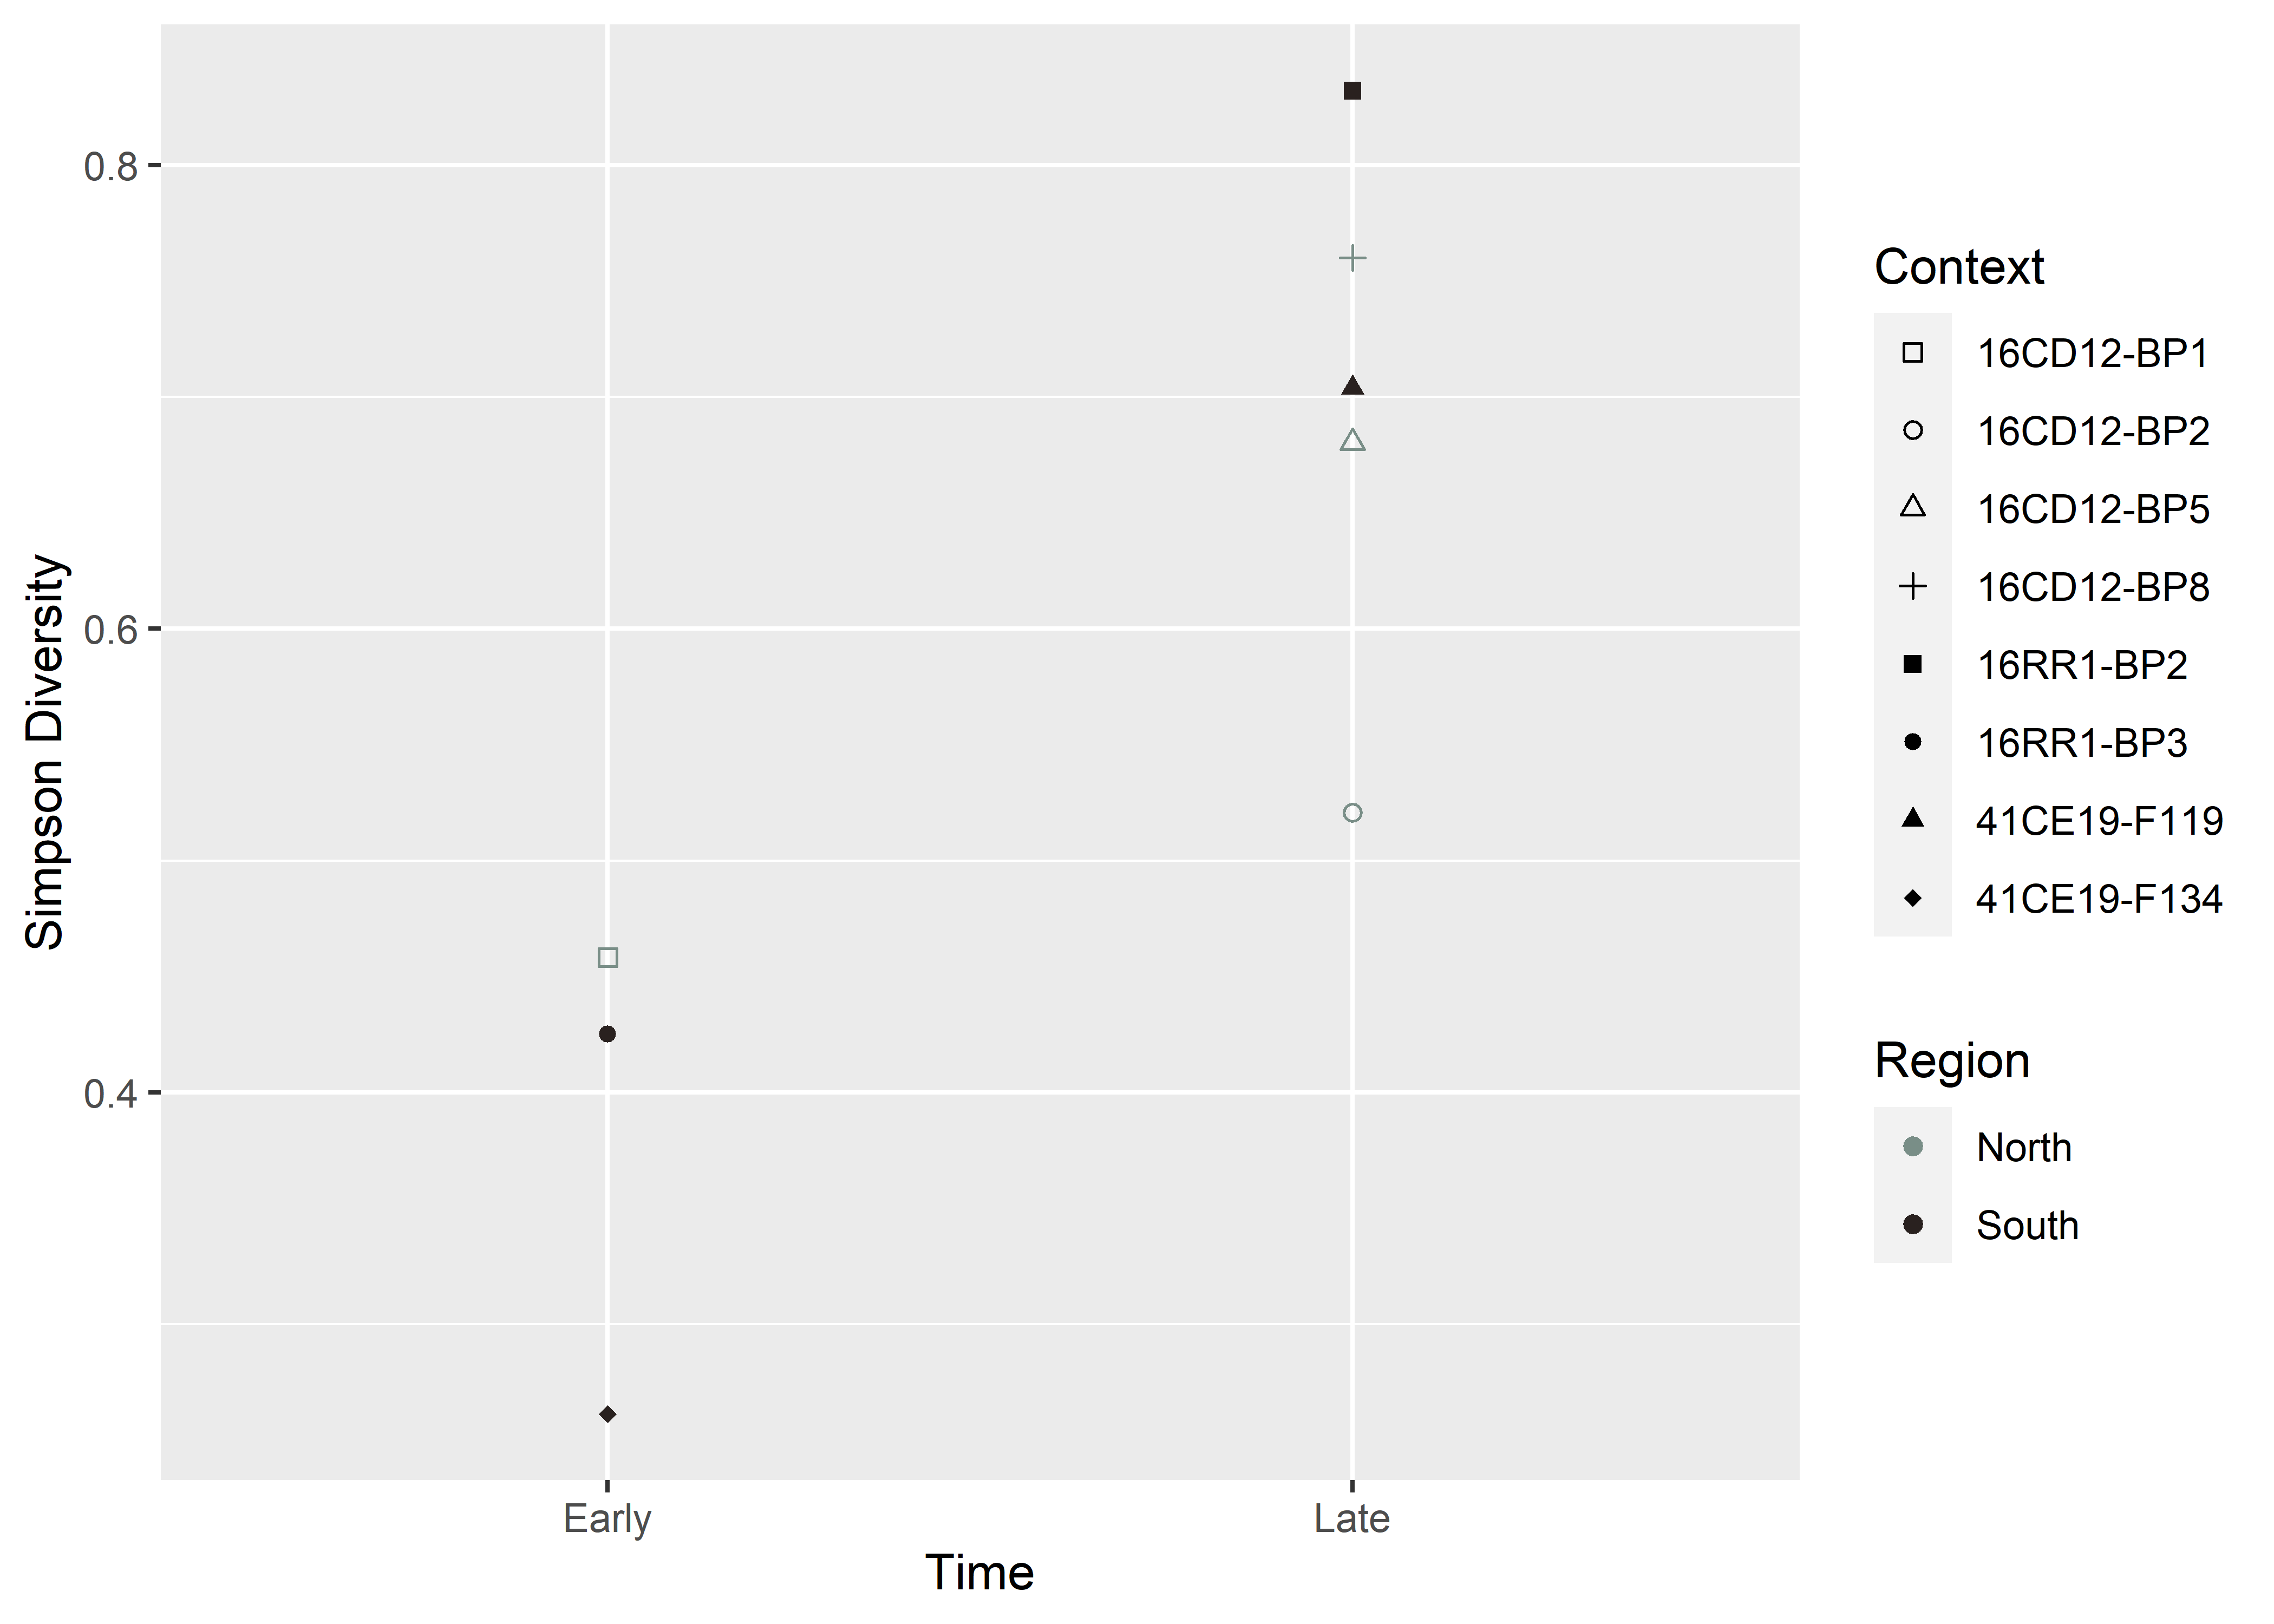 Simpson Diversity
0.8
0.6
0.4
Early
Late
Time
Context
16CD12-BP1
16CD12-BP2
16CD12-BP5
16CD12-BP8
16RR1-BP2
16RR1-BP3
41CE19-F119
41CE19-F134
Region
North
South